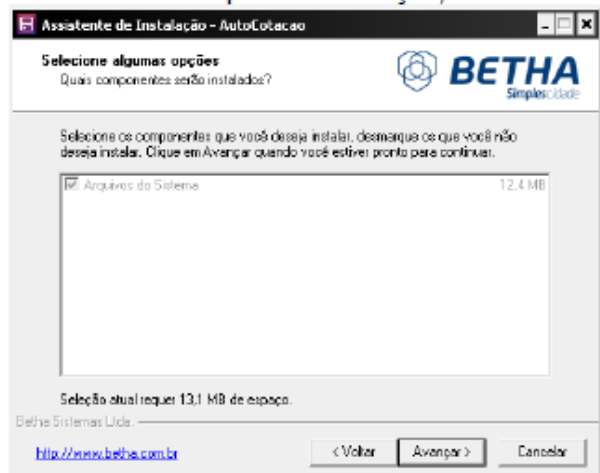 Assistente de Instalação - AutoCotacao
Selecione algumas opções
Quais componentes serão instalados?
BETHA
Simplescidade
Selecione os componentes que você deseja instalar, desmarque os que você não
deseja instalar. Clique em Avançar quando você estiver pronto para continuar.
Arquivos do Sistema 12,4 MB
Seleção atual requer 13,1 MB de espaço.
Betha Sistemas Ltda.
http://www.betha.com.br
< Voltar Avançar > Cancelar